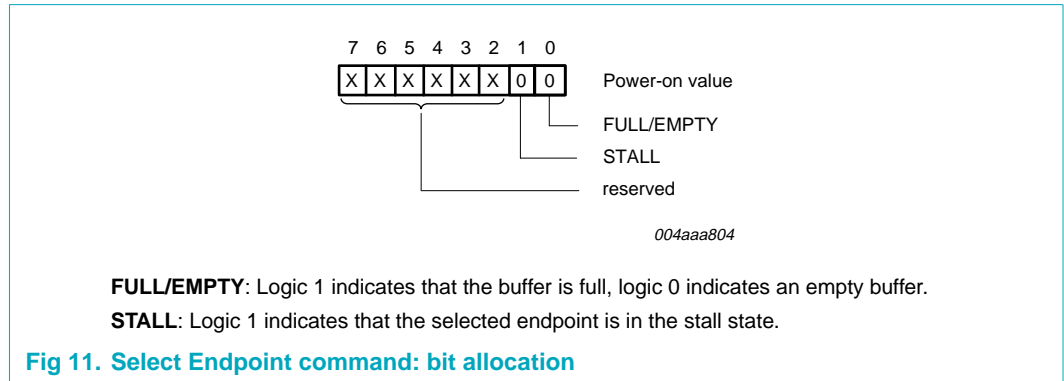 7 6 5 4 3 2 1 0
X X X X X X 0 0 Power-on value
FULL/EMPTY
STALL
reserved
004aaa804
FULL/EMPTY: Logic 1 indicates that the buffer is full, logic 0 indicates an empty buffer.
STALL: Logic 1 indicates that the selected endpoint is in the stall state.
Fig 11. Select Endpoint command: bit allocation